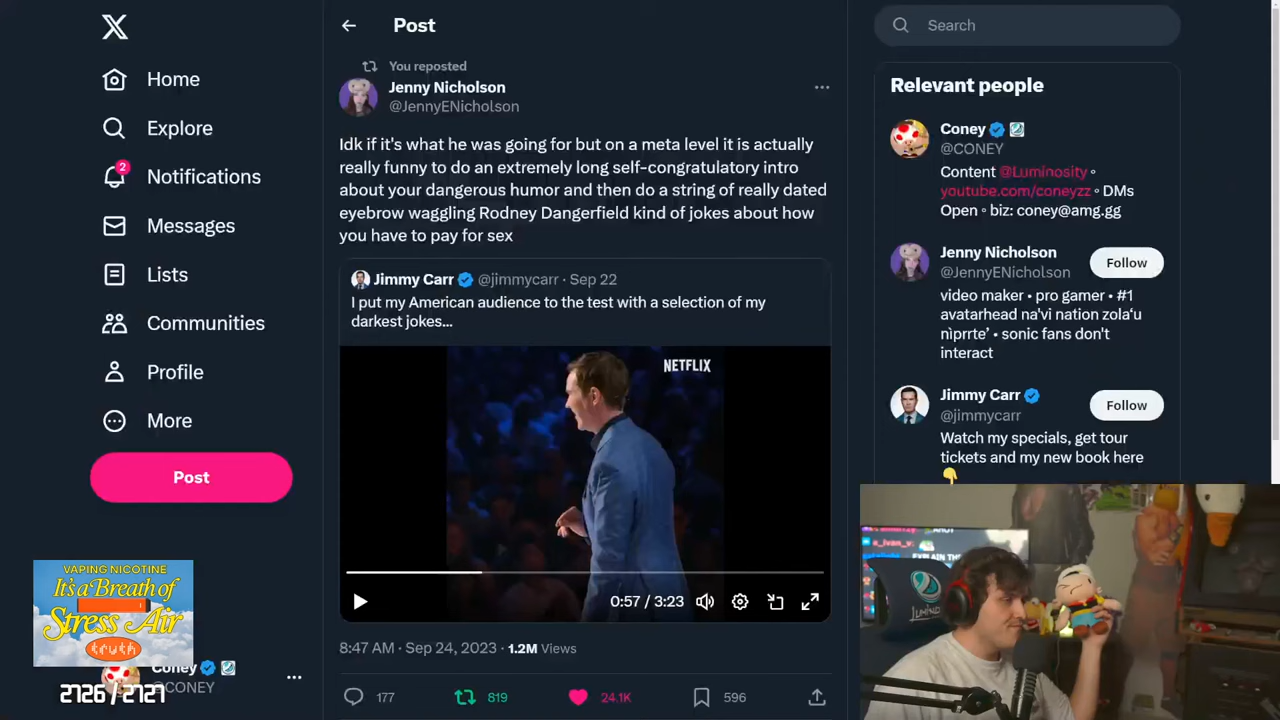 Home
Explore
2
Notifications
Messages
Lists
Communities
Profile
More
Post
VAPING NICOTINE
It's a Breath of
Stress Air
truth
Coney
@CONEY
2726 / 2727
Post
You reposted
Jenny Nicholson
@JennyENicholson
Idk if it's what he was going for but on a meta level it is actually
really funny to do an extremely long self-congratulatory intro
about your dangerous humor and then do a string of really dated
eyebrow waggling Rodney Dangerfield kind of jokes about how
you have to pay for sex
Jimmy Carr @jimmycarr · Sep 22
I put my American audience to the test with a selection of my
darkest jokes...
NETFLIX
0:57 / 3:23
8:47 AM · Sep 24, 2023 · 1.2M Views
177 819 24.1K 596
Search
Relevant people
Coney
@CONEY
Content @Luminosity ◦
youtube.com/coneyzz ◦ DMs
Open ◦ biz: coney@amg.gg
Jenny Nicholson
@JennyENicholson
Follow
video maker • pro gamer • #1
avatarhead na'vi nation zola'u
nìprrte' • sonic fans don't
interact
Jimmy Carr
@jimmycarr
Follow
Watch my specials, get tour
tickets and my new book here